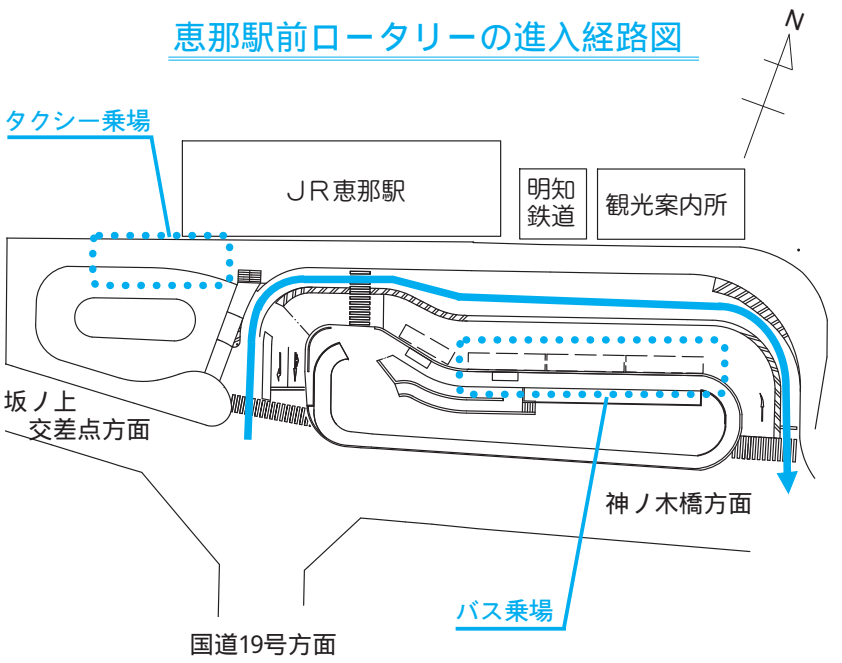 恵那駅前ロータリーの進入経路図
N
タクシー乗場
JR恵那駅
明知
鉄道
観光案内所
坂ノ上
交差点方面
神ノ木橋方面
バス乗場
国道19号方面